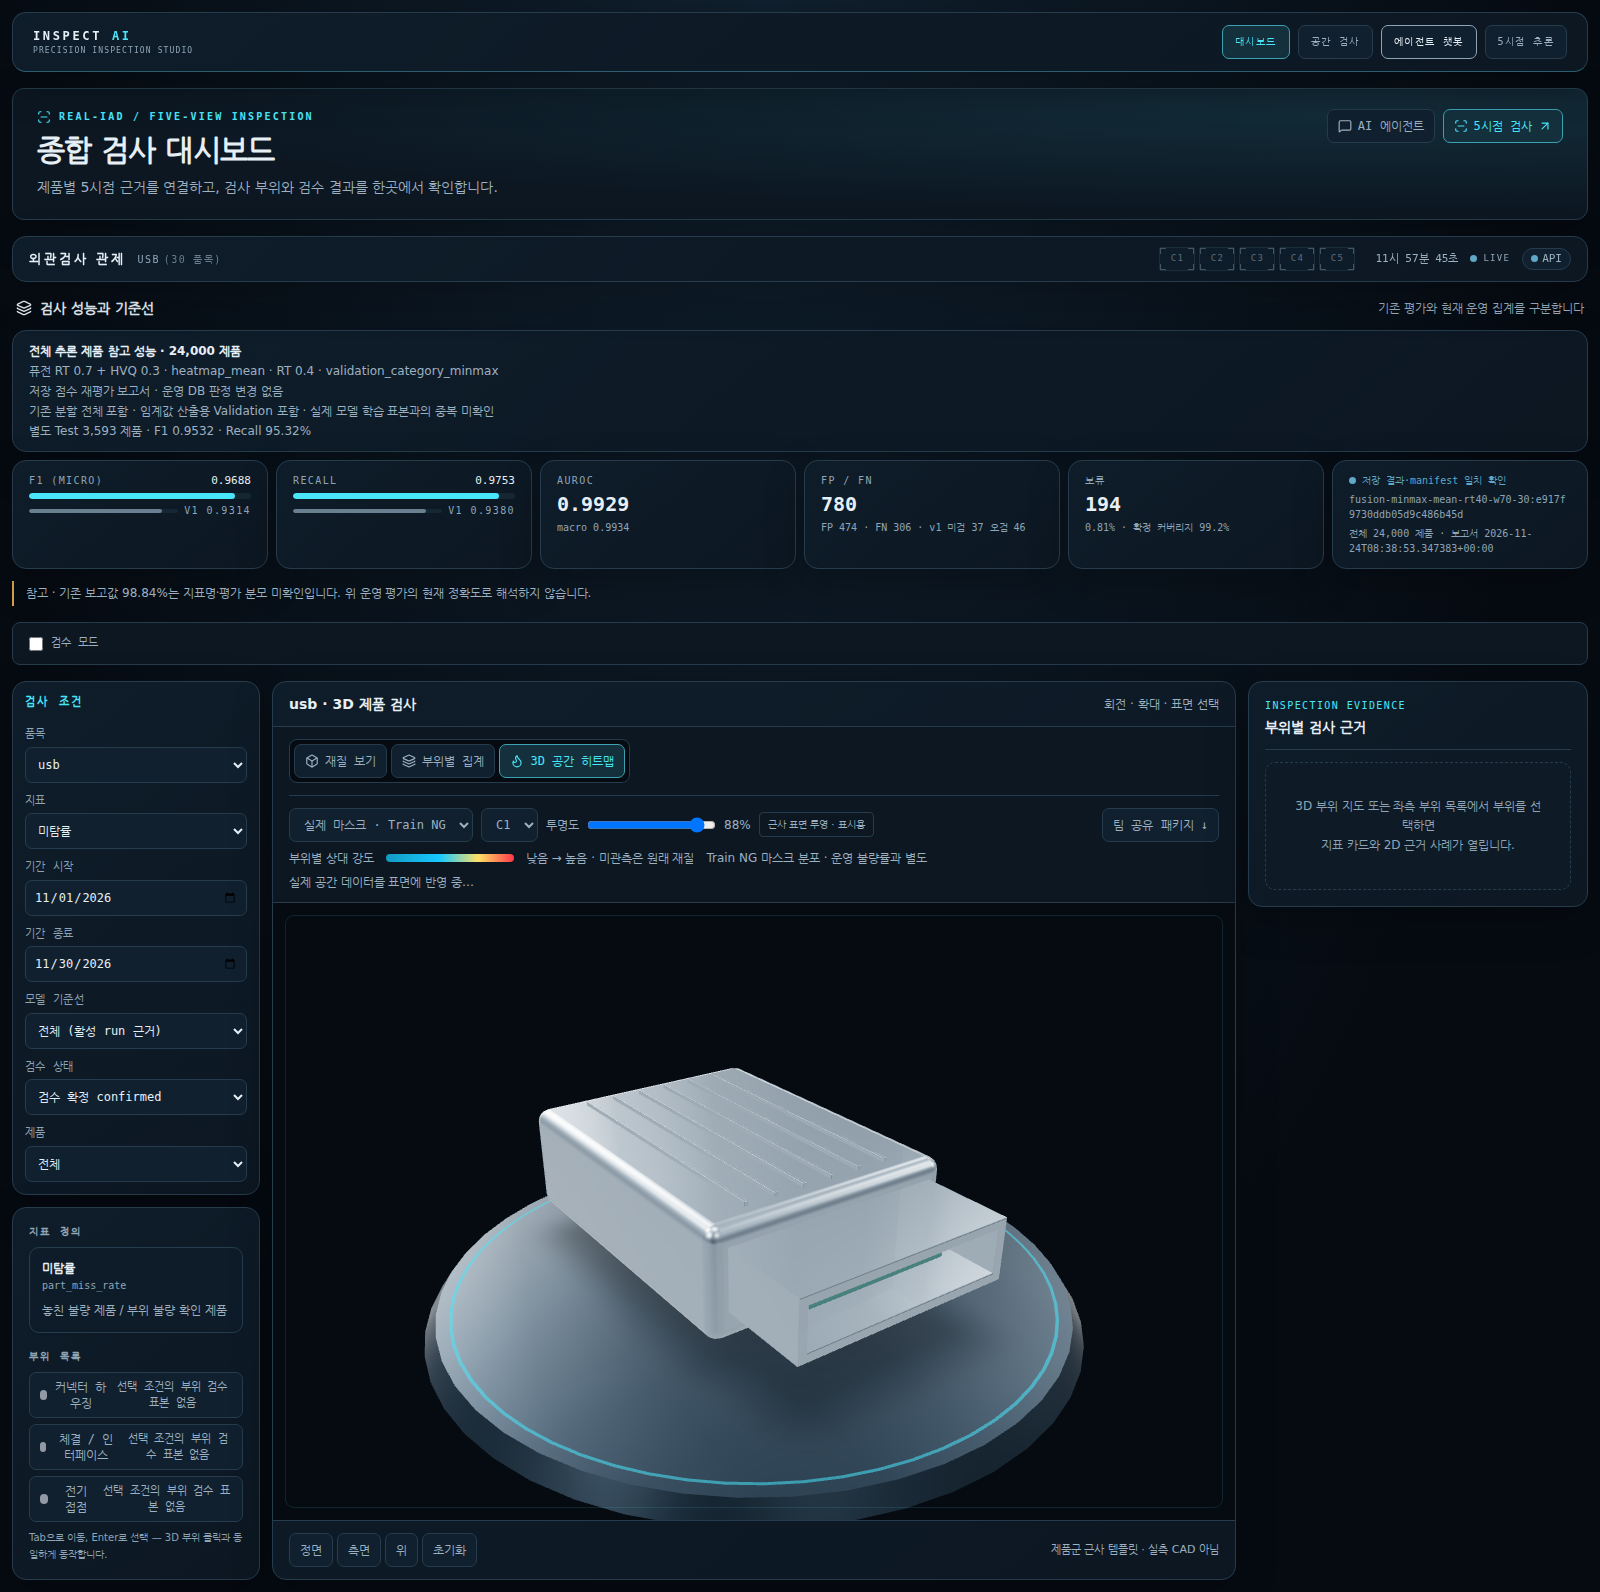 INSPECT AI
PRECISION INSPECTION STUDIO
대시보드
공간 검사
에이전트 챗봇
5시점 추론
REAL-IAD / FIVE-VIEW INSPECTION
종합 검사 대시보드
제품별 5시점 근거를 연결하고, 검사 부위와 검수 결과를 한곳에서 확인합니다.
AI 에이전트
5시점 검사
외관검사 관제 USB (30 품목)
C1 C2 C3 C4 C5
11시 57분 45초 LIVE API
검사 성능과 기준선
기존 평가와 현재 운영 집계를 구분합니다
전체 추론 제품 참고 성능 · 24,000 제품
퓨전 RT 0.7 + HVQ 0.3 · heatmap_mean · RT 0.4 · validation_category_minmax
저장 점수 재평가 보고서 · 운영 DB 판정 변경 없음
기존 분할 전체 포함 · 임계값 산출용 Validation 포함 · 실제 모델 학습 표본과의 중복 미확인
별도 Test 3,593 제품 · F1 0.9532 · Recall 95.32%
F1 (MICRO) 0.9688
V1 0.9314
RECALL 0.9753
V1 0.9380
AUROC
0.9929
macro 0.9934
FP / FN
780
FP 474 · FN 306 · v1 미검 37 오검 46
보류
194
0.81% · 확정 커버리지 99.2%
저장 결과·manifest 일치 확인
fusion-minmax-mean-rt40-w70-30:e917f
9730ddb05d9c486b45d
전체 24,000 제품 · 보고서 2026-11-
24T08:38:53.347383+00:00
참고 · 기존 보고값 98.84%는 지표명·평가 분모 미확인입니다. 위 운영 평가의 현재 정확도로 해석하지 않습니다.
검수 모드
검사 조건
품목
usb
지표
미탐률
기간 시작
11/01/2026
기간 종료
11/30/2026
모델 기준선
전체 (활성 run 근거)
검수 상태
검수 확정 confirmed
제품
전체
지표 정의
미탐률
part_miss_rate
놓친 불량 제품 / 부위 불량 확인 제품
부위 목록
커넥터 하우징
선택 조건의 부위 검수 표본 없음
체결 / 인터페이스
선택 조건의 부위 검수 표본 없음
전기 접점
선택 조건의 부위 검수 표본 없음
Tab으로 이동, Enter로 선택 — 3D 부위 클릭과 동
일하게 동작합니다.
usb · 3D 제품 검사
회전 · 확대 · 표면 선택
재질 보기
부위별 집계
3D 공간 히트맵
실제 마스크 · Train NG
C1
투명도
88%
근사 표면 투영 · 표시용
팀 공유 패키지 ↓
부위별 상대 강도
낮음 → 높음 · 미관측은 원래 재질
Train NG 마스크 분포 · 운영 불량률과 별도
실제 공간 데이터를 표면에 반영 중…
정면
측면
위
초기화
제품군 근사 템플릿 · 실측 CAD 아님
INSPECTION EVIDENCE
부위별 검사 근거
3D 부위 지도 또는 좌측 부위 목록에서 부위를 선
택하면
지표 카드와 2D 근거 사례가 열립니다.